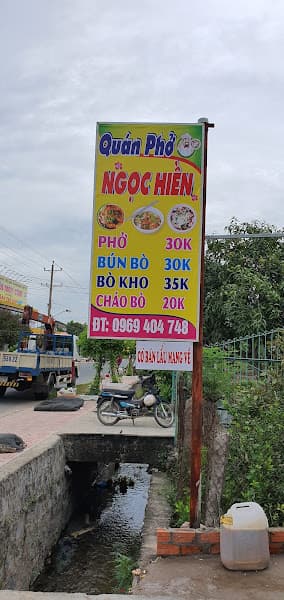 Quán Phở
NGỌC HIỀN
PHỞ 30K
BÚN BÒ 30K
BÒ KHO 35K
CHÁO BÒ 20K
ĐT: 0969 404 748
CÓ BÁN LẨU MANG VỀ